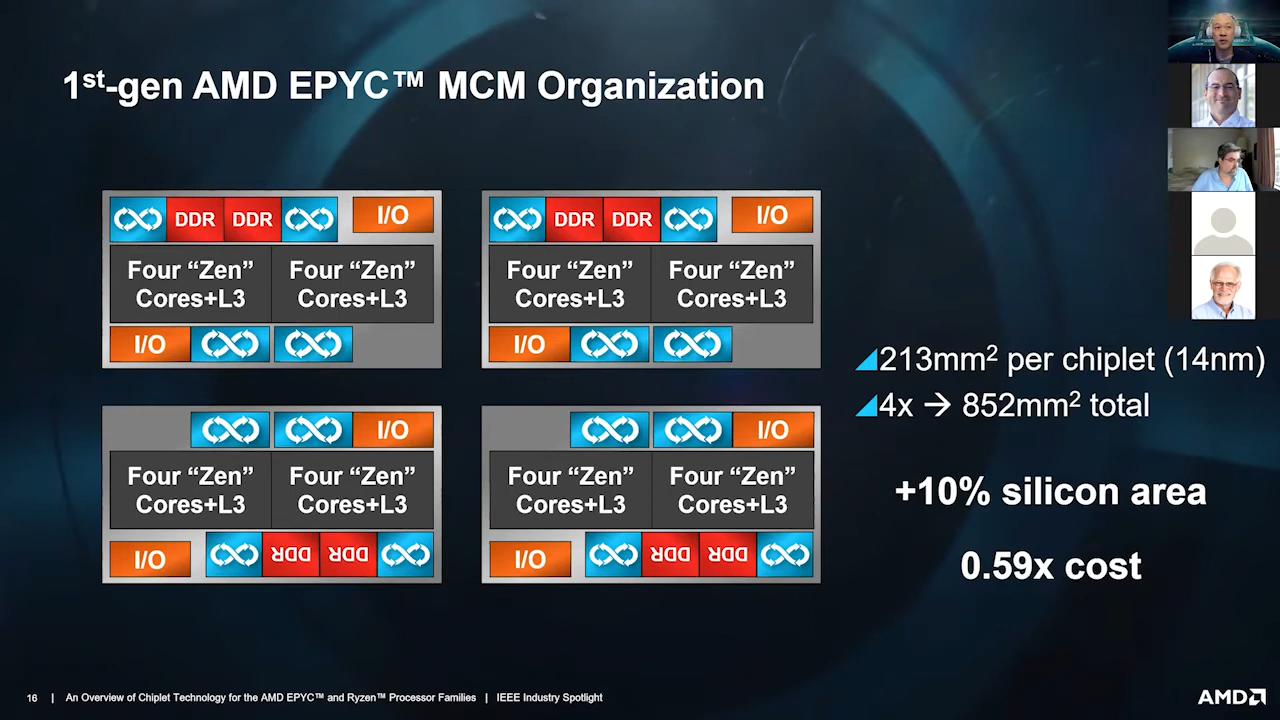 1st-gen AMD EPYC™ MCM Organization
DDR DDR I/O
Four “Zen” Cores+L3
Four “Zen” Cores+L3
I/O
DDR DDR I/O
Four “Zen” Cores+L3
Four “Zen” Cores+L3
I/O
I/O
Four “Zen” Cores+L3
Four “Zen” Cores+L3
I/O DDR DDR
I/O
Four “Zen” Cores+L3
Four “Zen” Cores+L3
I/O DDR DDR
213mm² per chiplet (14nm)
4x → 852mm² total
+10% silicon area
0.59x cost
16 | An Overview of Chiplet Technology for the AMD EPYC™ and Ryzen™ Processor Families | IEEE Industry Spotlight
AMD